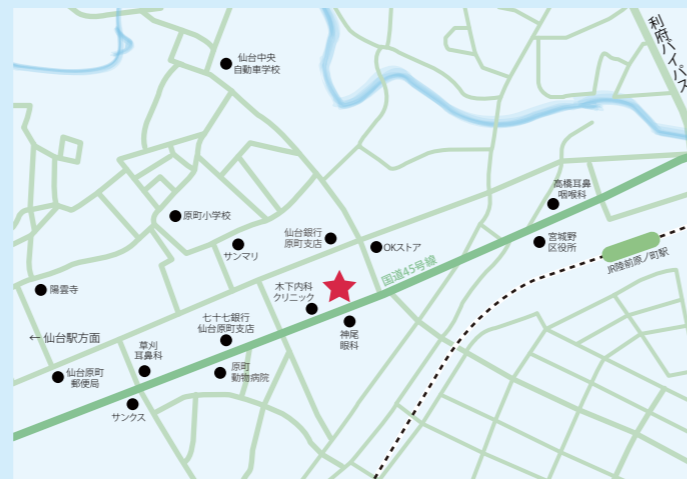 利府バイパス
仙台中央
自動車学校
高橋耳鼻
咽喉科
原町小学校
仙台銀行
原町支店
サンマリ
OKストア
宮城野
区役所
JR陸前原ノ町駅
国道45号線
陽雲寺
木下内科
クリニック
七十七銀行
仙台原町支店
神尾
眼科
← 仙台駅方面
草刈
耳鼻科
仙台原町
郵便局
原町
動物病院
サンクス